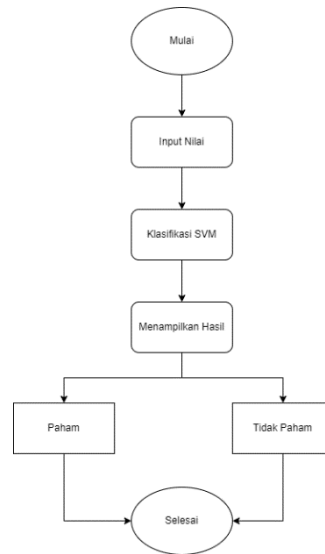 Mulai
Input Nilai
Klasifikasi SVM
Menampilkan Hasil
Paham
Tidak Paham
Selesai